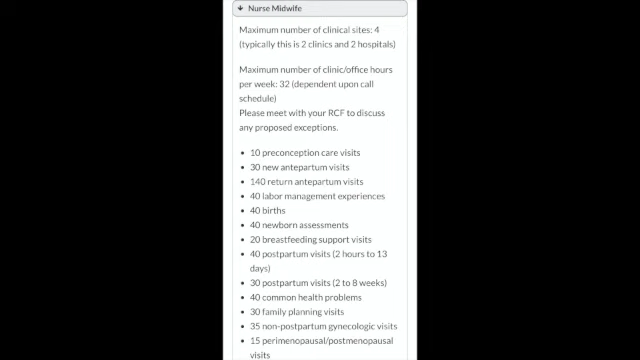 Nurse Midwife
Maximum number of clinical sites: 4
(typically this is 2 clinics and 2 hospitals)
Maximum number of clinic/office hours
per week: 32 (dependent upon call
schedule)
Please meet with your RCF to discuss
any proposed exceptions.
• 10 preconception care visits
• 30 new antepartum visits
• 140 return antepartum visits
• 40 labor management experiences
• 40 births
• 40 newborn assessments
• 20 breastfeeding support visits
• 40 postpartum visits (2 hours to 13
days)
• 30 postpartum visits (2 to 8 weeks)
• 40 common health problems
• 30 family planning visits
• 35 non-postpartum gynecologic visits
• 15 perimenopausal/postmenopausal
visits